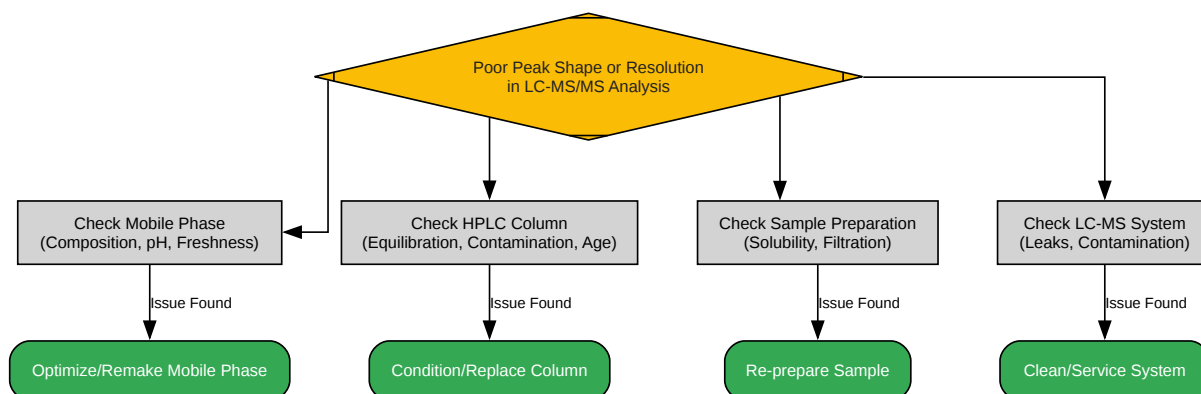 Poor Peak Shape or Resolution
in LC-MS/MS Analysis
Check Mobile Phase
(Composition, pH, Freshness)
Check HPLC Column
(Equilibration, Contamination, Age)
Check Sample Preparation
(Solubility, Filtration)
Check LC-MS System
(Leaks, Contamination)
Issue Found
Issue Found
Issue Found
Issue Found
Optimize/Remake Mobile Phase
Condition/Replace Column
Re-prepare Sample
Clean/Service System